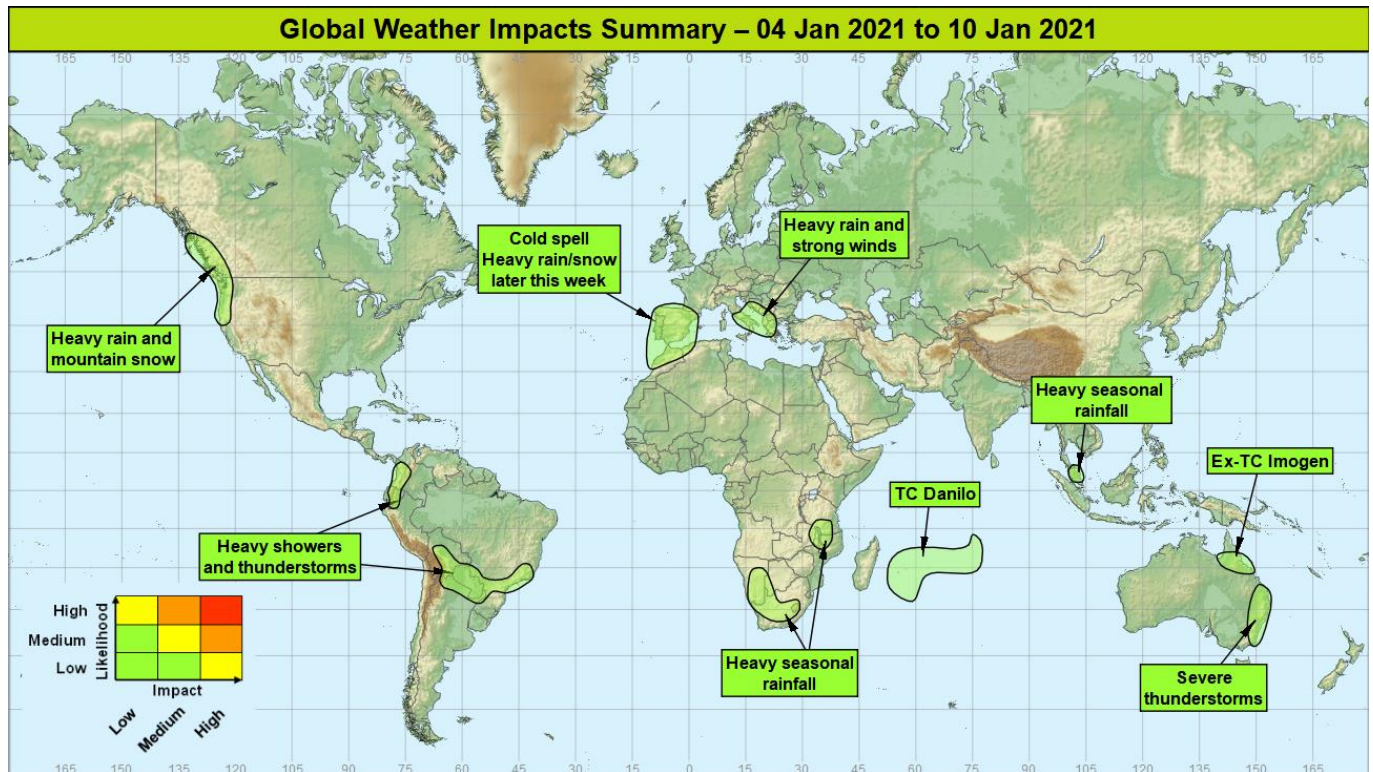 Global Weather Impacts Summary – 04 Jan 2021 to 10 Jan 2021
165 150 135 120 105 90 75 60 45 30 15 0 15 30 45 60 75 90 105 120 135 150 165
Heavy rain and
mountain snow
Cold spell
Heavy rain/snow
later this week
Heavy rain and
strong winds
Heavy seasonal
rainfall
Ex-TC Imogen
TC Danilo
Heavy showers
and thunderstorms
Heavy seasonal
rainfall
Severe
thunderstorms
High
Medium
Low
Likelihood
Impact
Low
Medium
High
165 150 135 120 105 90 75 60 45 30 15 0 15 30 45 60 75 90 105 120 135 150 165